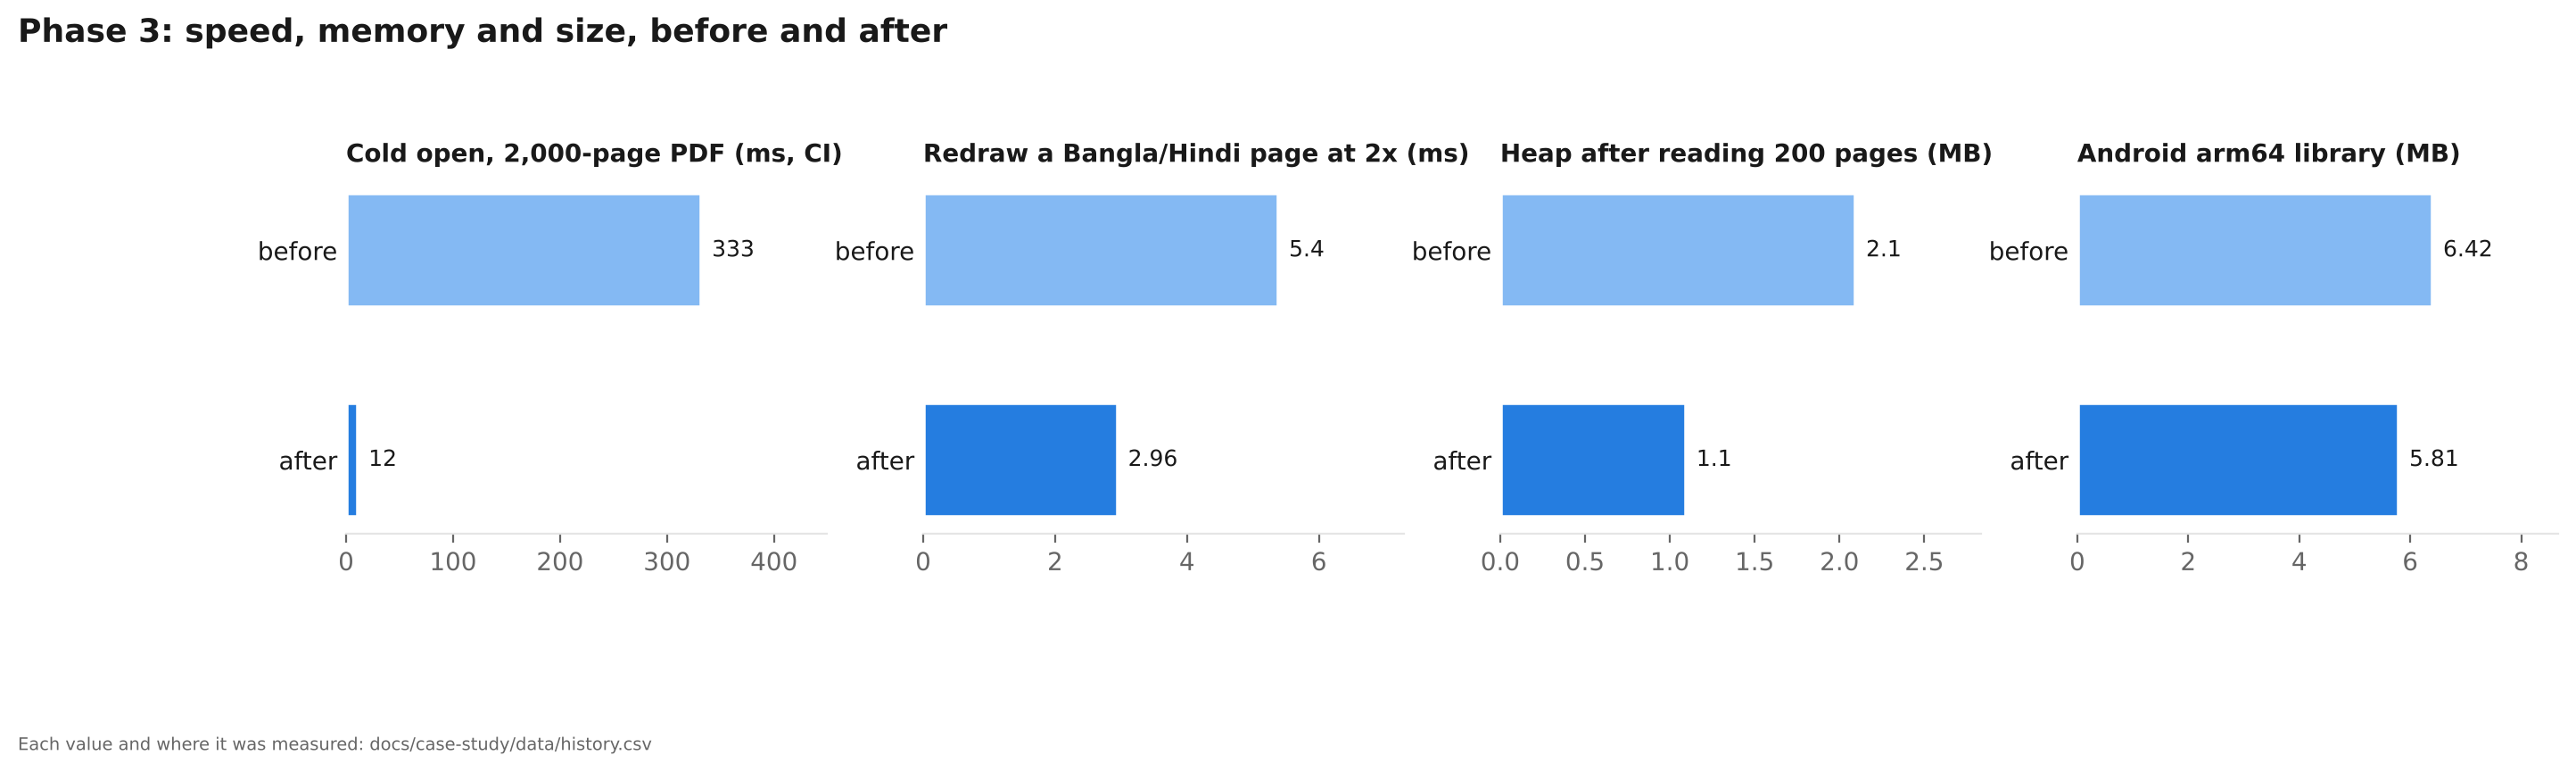 Phase 3: speed, memory and size, before and after
Cold open, 2,000-page PDF (ms, CI)
before 333
after 12
0 100 200 300 400
Redraw a Bangla/Hindi page at 2x (ms)
before 5.4
after 2.96
0 2 4 6
Heap after reading 200 pages (MB)
before 2.1
after 1.1
0.0 0.5 1.0 1.5 2.0 2.5
Android arm64 library (MB)
before 6.42
after 5.81
0 2 4 6 8
Each value and where it was measured: docs/case-study/data/history.csv